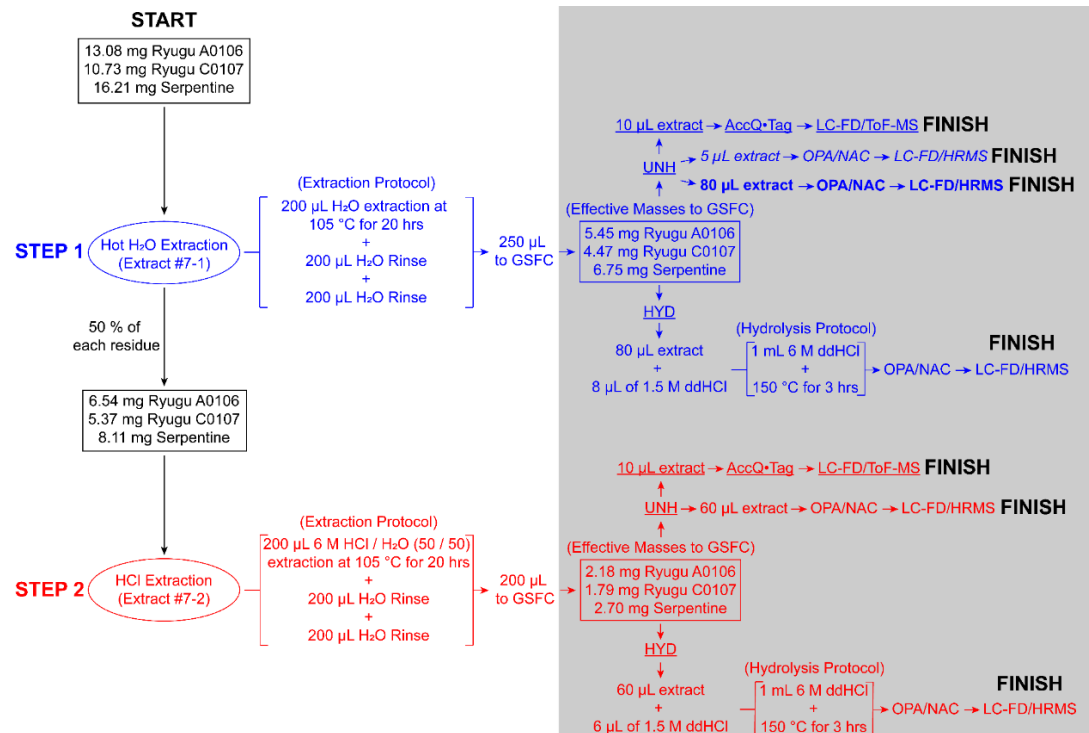 START
13.08 mg Ryugu A0106
10.73 mg Ryugu C0107
16.21 mg Serpentine
STEP 1
Hot H₂O Extraction
(Extract #7-1)
(Extraction Protocol)
200 µL H₂O extraction at
105 °C for 20 hrs
+
200 µL H₂O Rinse
+
200 µL H₂O Rinse
250 µL
to GSFC
10 µL extract → AccQ•Tag → LC-FD/ToF-MS FINISH
UNH
5 µL extract → OPA/NAC → LC-FD/HRMS FINISH
80 µL extract → OPA/NAC → LC-FD/HRMS FINISH
(Effective Masses to GSFC)
5.45 mg Ryugu A0106
4.47 mg Ryugu C0107
6.75 mg Serpentine
HYD
80 µL extract
+
8 µL of 1.5 M ddHCl
(Hydrolysis Protocol)
1 mL 6 M ddHCl
+
150 °C for 3 hrs
OPA/NAC → LC-FD/HRMS
FINISH
50 % of
each residue
6.54 mg Ryugu A0106
5.37 mg Ryugu C0107
8.11 mg Serpentine
STEP 2
HCl Extraction
(Extract #7-2)
(Extraction Protocol)
200 µL 6 M HCl / H₂O (50 / 50)
extraction at 105 °C for 20 hrs
+
200 µL H₂O Rinse
+
200 µL H₂O Rinse
200 µL
to GSFC
10 µL extract → AccQ•Tag → LC-FD/ToF-MS FINISH
UNH → 60 µL extract → OPA/NAC → LC-FD/HRMS FINISH
(Effective Masses to GSFC)
2.18 mg Ryugu A0106
1.79 mg Ryugu C0107
2.70 mg Serpentine
HYD
60 µL extract
+
6 µL of 1.5 M ddHCl
(Hydrolysis Protocol)
1 mL 6 M ddHCl
+
150 °C for 3 hrs
OPA/NAC → LC-FD/HRMS
FINISH